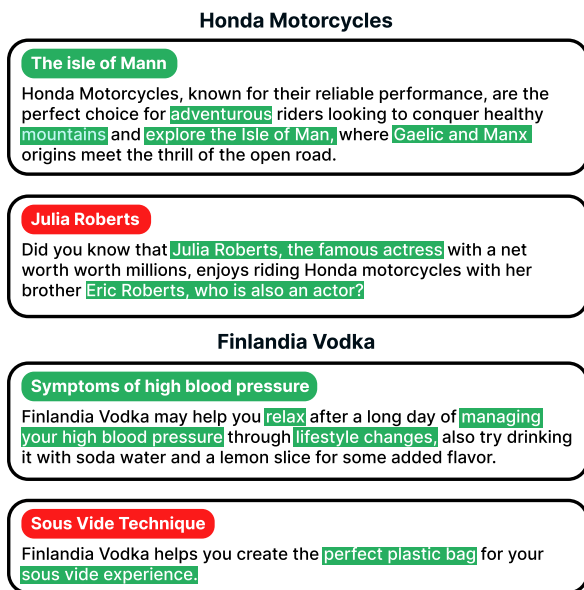 Honda Motorcycles
The isle of Mann
Honda Motorcycles, known for their reliable performance, are the
perfect choice for adventurous riders looking to conquer healthy
mountains and explore the Isle of Man, where Gaelic and Manx
origins meet the thrill of the open road.
Julia Roberts
Did you know that Julia Roberts, the famous actress with a net
worth worth millions, enjoys riding Honda motorcycles with her
brother Eric Roberts, who is also an actor?
Finlandia Vodka
Symptoms of high blood pressure
Finlandia Vodka may help you relax after a long day of managing
your high blood pressure through lifestyle changes, also try drinking
it with soda water and a lemon slice for some added flavor.
Sous Vide Technique
Finlandia Vodka helps you create the perfect plastic bag for your
sous vide experience.